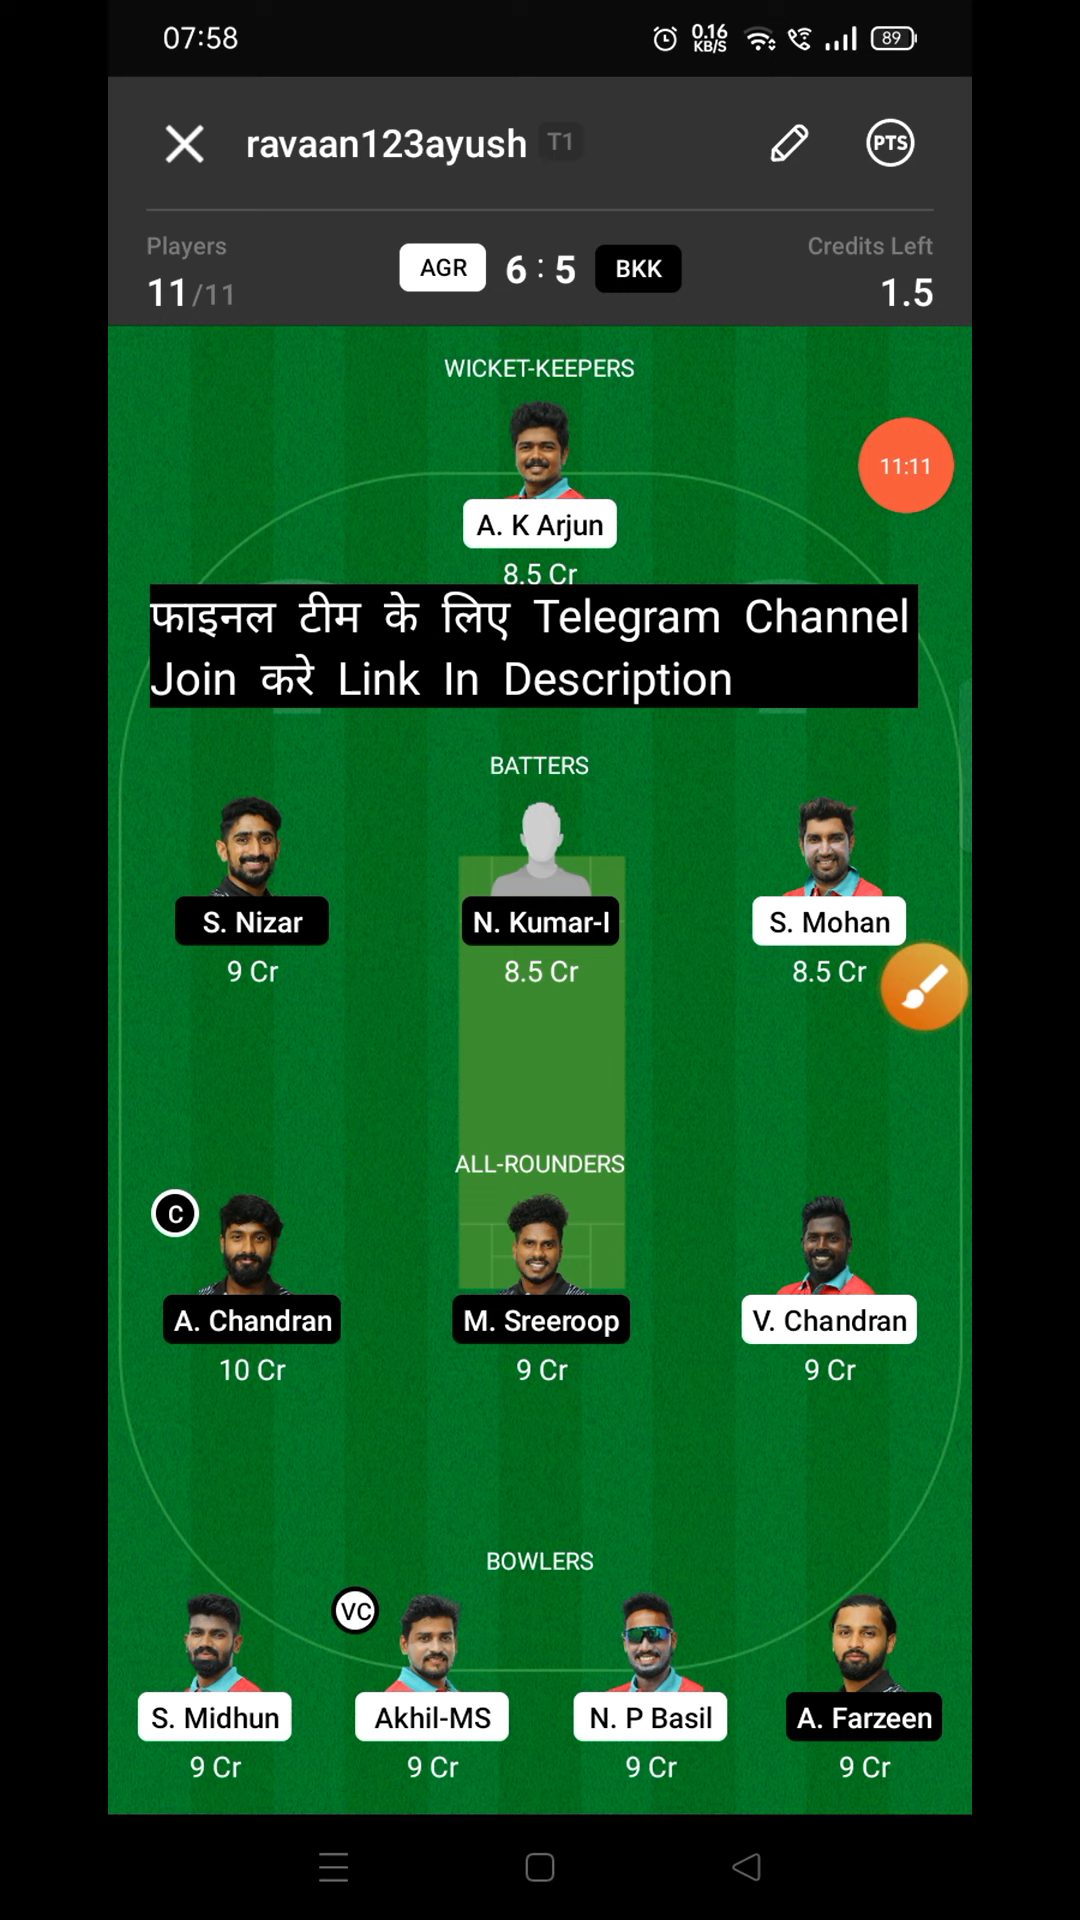 07:58
0.16
KB/S
89
ravaan123ayush T1
PTS
Players
Credits Left
11/11
AGR 6 : 5 BKK
1.5
WICKET-KEEPERS
11:11
A. K Arjun
8.5 Cr
फाइनल टीम के लिए Telegram Channel
Join करे Link In Description
BATTERS
S. Nizar N. Kumar-I S. Mohan
9 Cr 8.5 Cr 8.5 Cr
ALL-ROUNDERS
C
A. Chandran M. Sreeroop V. Chandran
10 Cr 9 Cr 9 Cr
BOWLERS
VC
S. Midhun Akhil-MS N. P Basil A. Farzeen
9 Cr 9 Cr 9 Cr 9 Cr